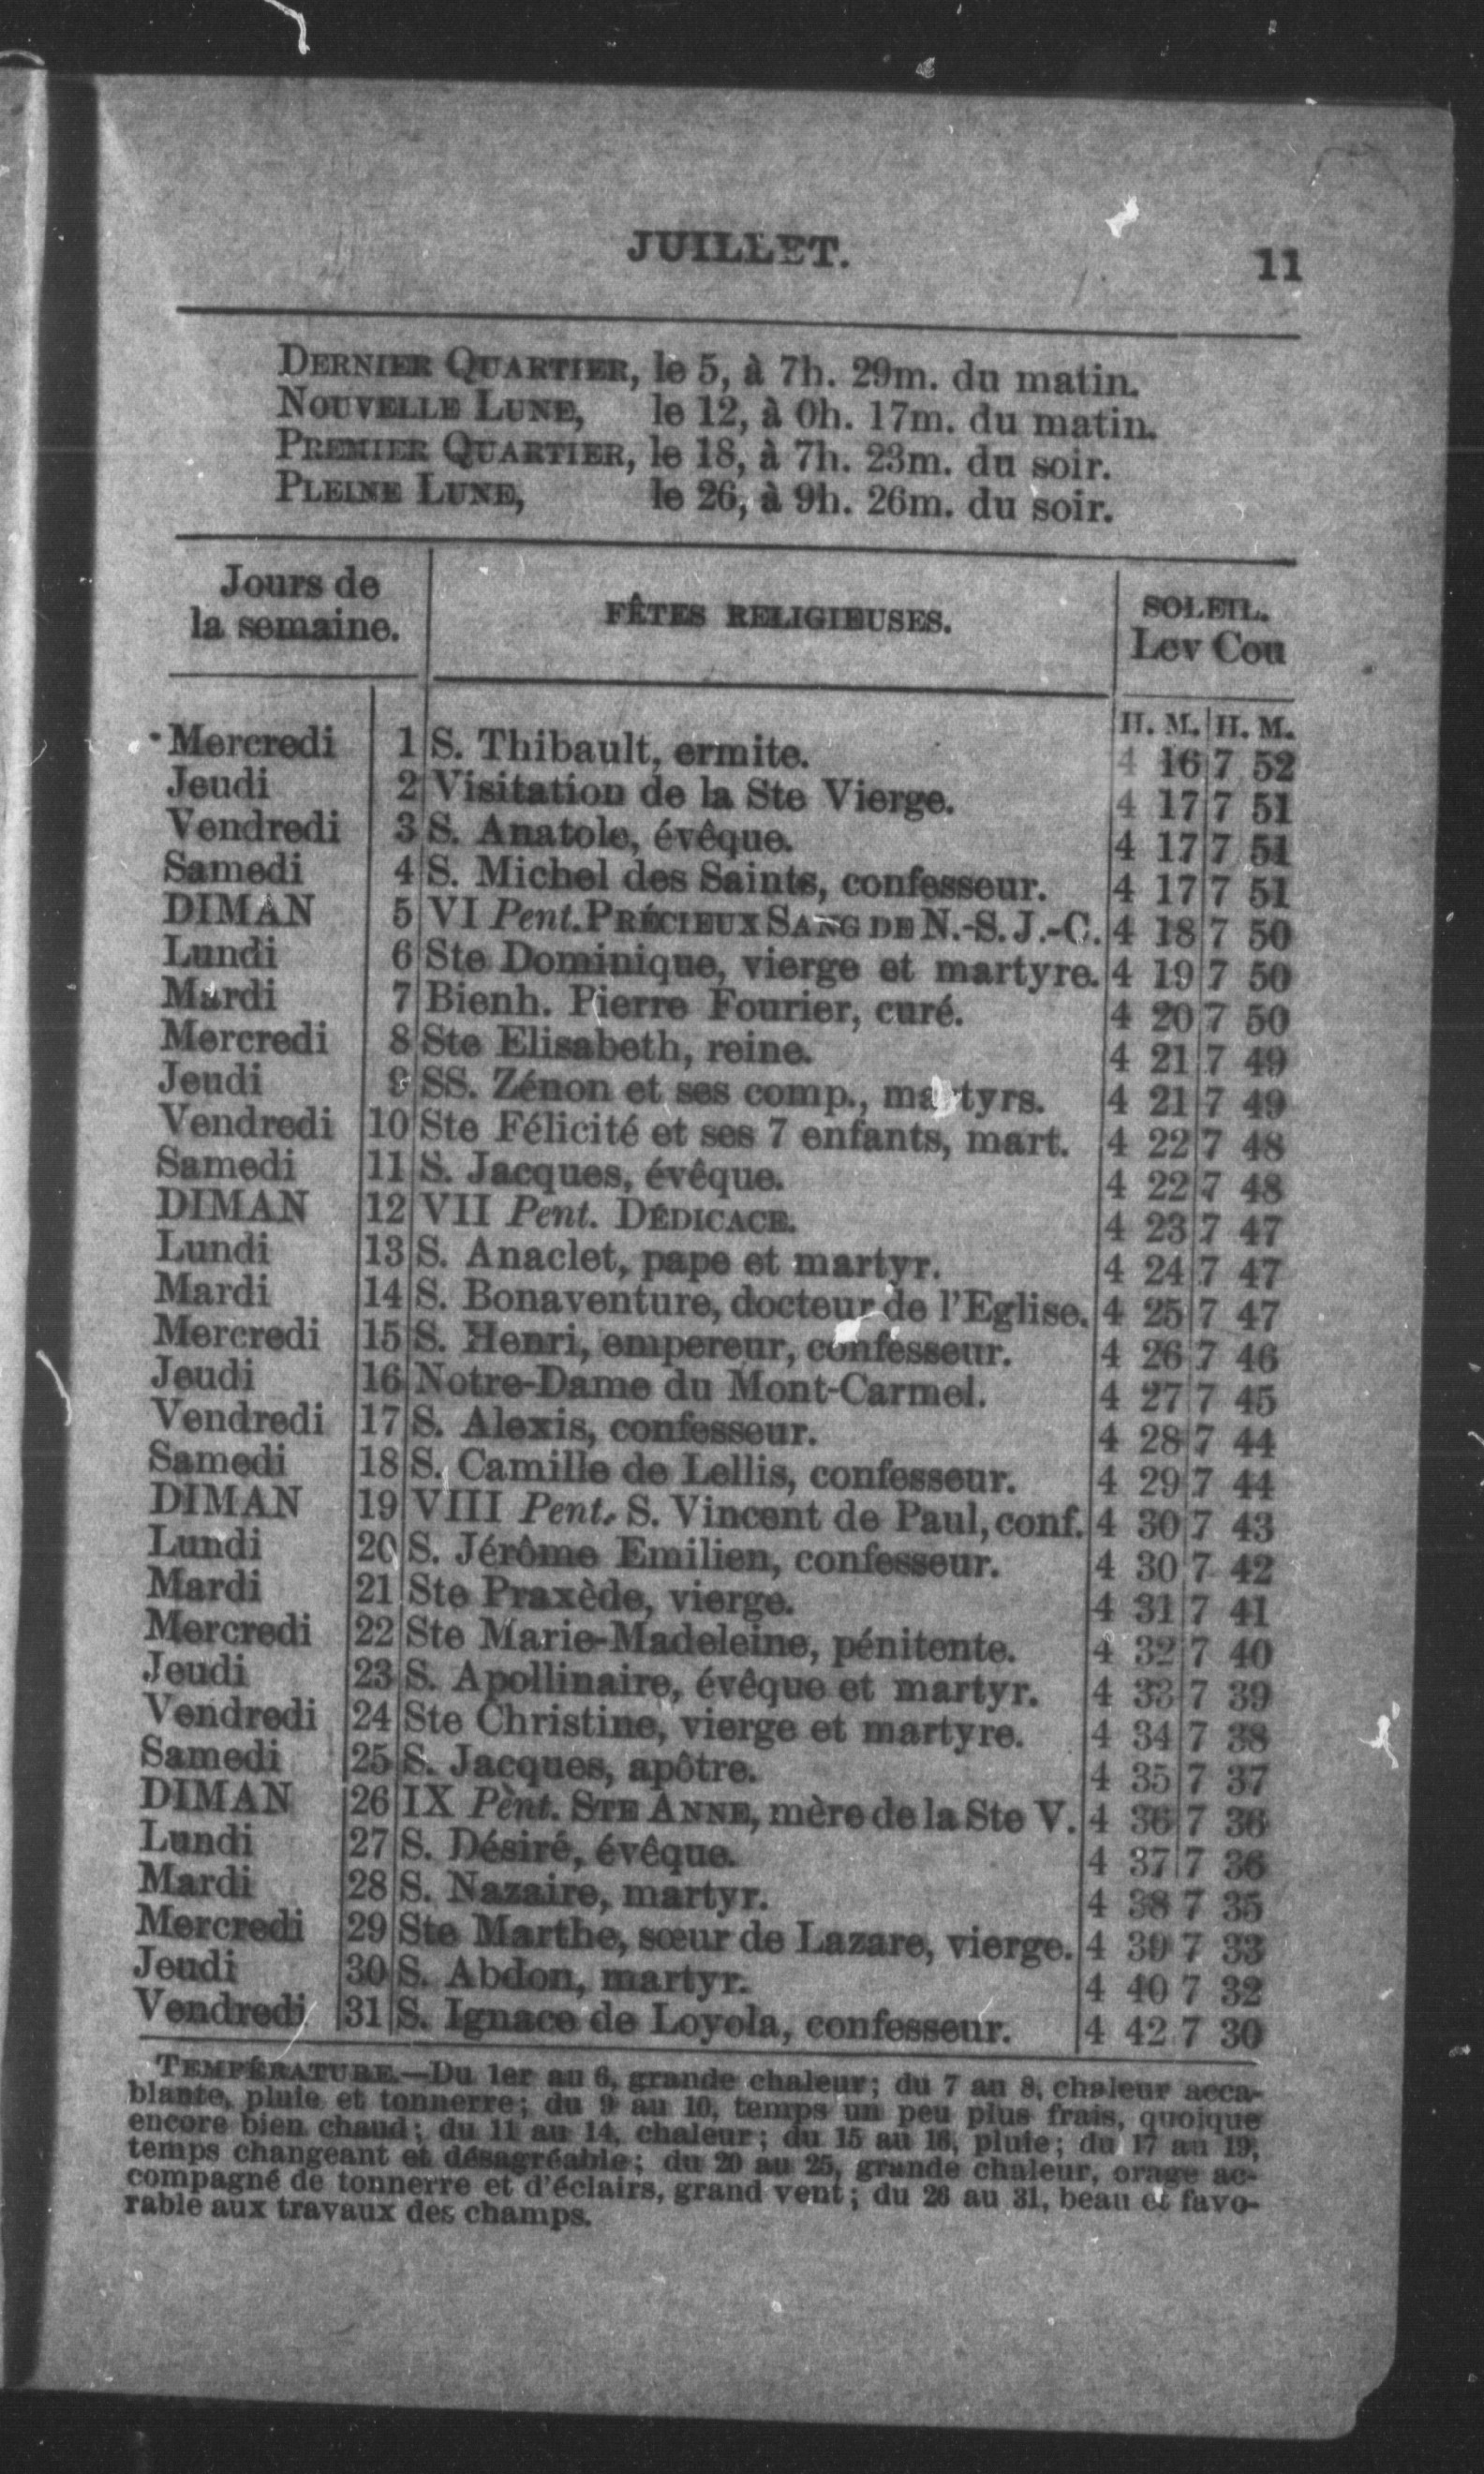 JUILLET. 11
DERNIER QUARTIER, le 5, à 7h. 29m. du matin.
NOUVELLE LUNE, le 12, à 0h. 17m. du matin.
PREMIER QUARTIER, le 18, à 7h. 23m. du soir.
PLEINE LUNE, le 26, à 9h. 26m. du soir.
Jours de la semaine. FÊTES RELIGIEUSES. SOLEIL.
Lev Cou
H. M. H. M.
Mercredi 1 S. Thibault, ermite. 4 16 7 52
Jeudi 2 Visitation de la Ste Vierge. 4 17 7 51
Vendredi 3 S. Anatole, évêque. 4 17 7 51
Samedi 4 S. Michel des Saints, confesseur. 4 17 7 51
DIMAN 5 VI Pent. PRÉCIEUX SANG DE N.-S. J.-C. 4 18 7 50
Lundi 6 Ste Dominique, vierge et martyre. 4 19 7 50
Mardi 7 Bienh. Pierre Fourier, curé. 4 20 7 50
Mercredi 8 Ste Elisabeth, reine. 4 21 7 49
Jeudi 9 SS. Zénon et ses comp., martyrs. 4 21 7 49
Vendredi 10 Ste Félicité et ses 7 enfants, mart. 4 22 7 48
Samedi 11 S. Jacques, évêque. 4 22 7 48
DIMAN 12 VII Pent. DÉDICACE. 4 23 7 47
Lundi 13 S. Anaclet, pape et martyr. 4 24 7 47
Mardi 14 S. Bonaventure, docteur de l'Eglise. 4 25 7 47
Mercredi 15 S. Henri, empereur, confesseur. 4 26 7 46
Jeudi 16 Notre-Dame du Mont-Carmel. 4 27 7 45
Vendredi 17 S. Alexis, confesseur. 4 28 7 44
Samedi 18 S. Camille de Lellis, confesseur. 4 29 7 44
DIMAN 19 VIII Pent. S. Vincent de Paul, conf. 4 30 7 43
Lundi 20 S. Jérôme Emilien, confesseur. 4 30 7 42
Mardi 21 Ste Praxède, vierge. 4 31 7 41
Mercredi 22 Ste Marie-Madeleine, pénitente. 4 32 7 40
Jeudi 23 S. Apollinaire, évêque et martyr. 4 33 7 39
Vendredi 24 Ste Christine, vierge et martyre. 4 34 7 38
Samedi 25 S. Jacques, apôtre. 4 35 7 37
DIMAN 26 IX Pent. STE ANNE, mère de la Ste V. 4 36 7 36
Lundi 27 S. Désiré, évêque. 4 37 7 36
Mardi 28 S. Nazaire, martyr. 4 38 7 35
Mercredi 29 Ste Marthe, sœur de Lazare, vierge. 4 39 7 33
Jeudi 30 S. Abdon, martyr. 4 40 7 32
Vendredi 31 S. Ignace de Loyola, confesseur. 4 42 7 30
TEMPÉRATURE.—Du 1er au 6, grande chaleur; du 7 au 8, chaleur acca-
blante, pluie et tonnerre; du 9 au 10, temps un peu plus frais, quoique
encore bien chaud; du 11 au 14, chaleur; du 15 au 16, pluie; du 17 au 19,
temps changeant et désagréable; du 20 au 25, grande chaleur, orage ac-
compagné de tonnerre et d'éclairs, grand vent; du 26 au 31, beau et favo-
rable aux travaux des champs.